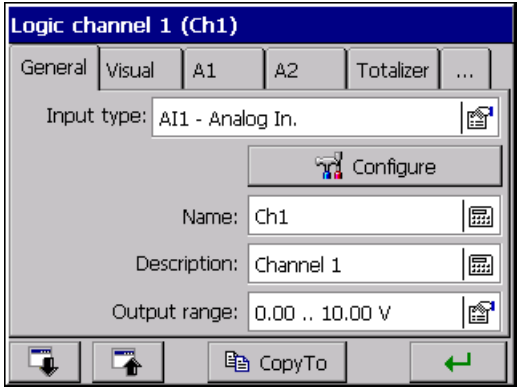 Logic channel 1 (Ch1)
General Visual A1 A2 Totalizer ...
Input type: AI1 - Analog In.
Configure
Name: Ch1
Description: Channel 1
Output range: 0.00 .. 10.00 V
CopyTo